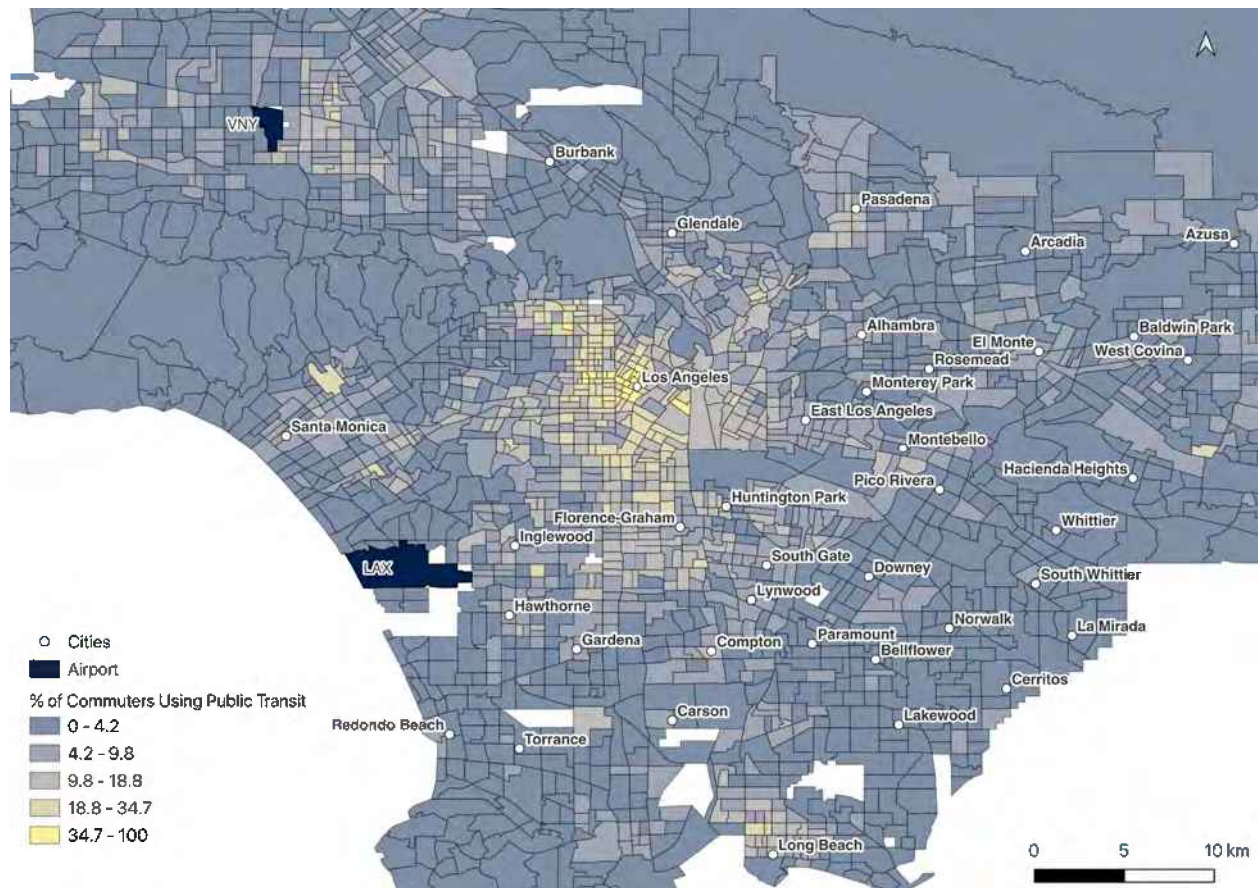 VNY
Burbank
Pasadena
Glendale
Arcadia
Azusa
Alhambra
El Monte
Baldwin Park
West Covina
Rosemead
Los Angeles
Monterey Park
East Los Angeles
Santa Monica
Montebello
Hacienda Heights
Pico Rivera
Huntington Park
Florence-Graham
Whittier
Inglewood
South Gate
LAX
Downey
South Whittier
Lynwood
Hawthorne
Norwalk
La Mirada
Gardena
Compton
Paramount
Bellflower
Cerritos
Carson
Lakewood
Redondo Beach
Torrance
Long Beach
Cities
Airport
% of Commuters Using Public Transit
0 - 4.2
4.2 - 9.8
9.8 - 18.8
18.8 - 34.7
34.7 - 100
0 5 10 km